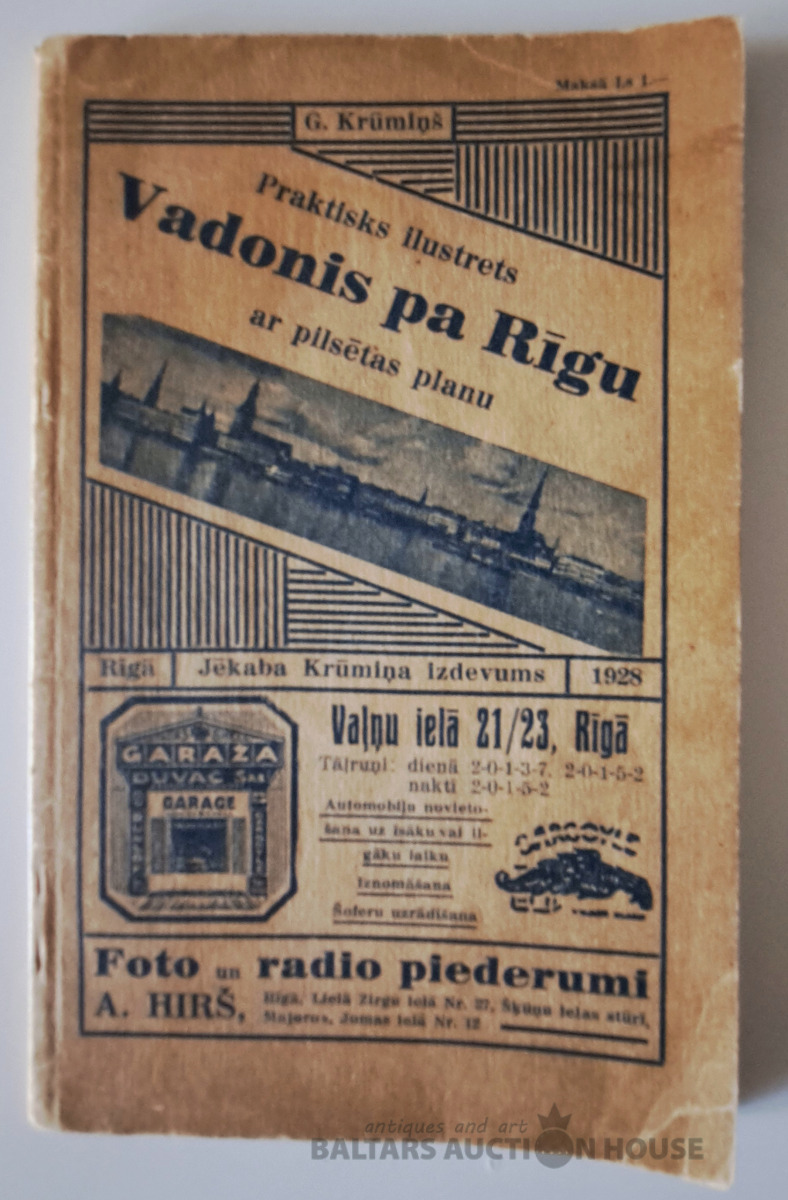 Maksā Ls 1.—
G. Krūmiņš
Praktisks ilustrets
Vadonis pa Rīgu
ar pilsētas planu
Rīgā
Jēkaba Krūmiņa izdevums
1928
GARAŽA
DUVAC
GARAGE
Vaļņu ielā 21/23, Rīgā
Tāļruņi: dienā 2-0-1-3-7, 2-0-1-5-2
naktī 2-0-1-5-2
Automobiļu novieto-
šana uz īsāku vai il-
gāku laiku
Iznomāšana
Šoferu uzrādīšana
GARGOYLE
Foto un radio piederumi
A. HIRŠ,
Rīgā, Lielā Zirgu ielā Nr. 27, Šķūņu ielas stūrī,
Majoros, Jomas ielā Nr. 12
antiques and art
BALTARS AUCTION HOUSE